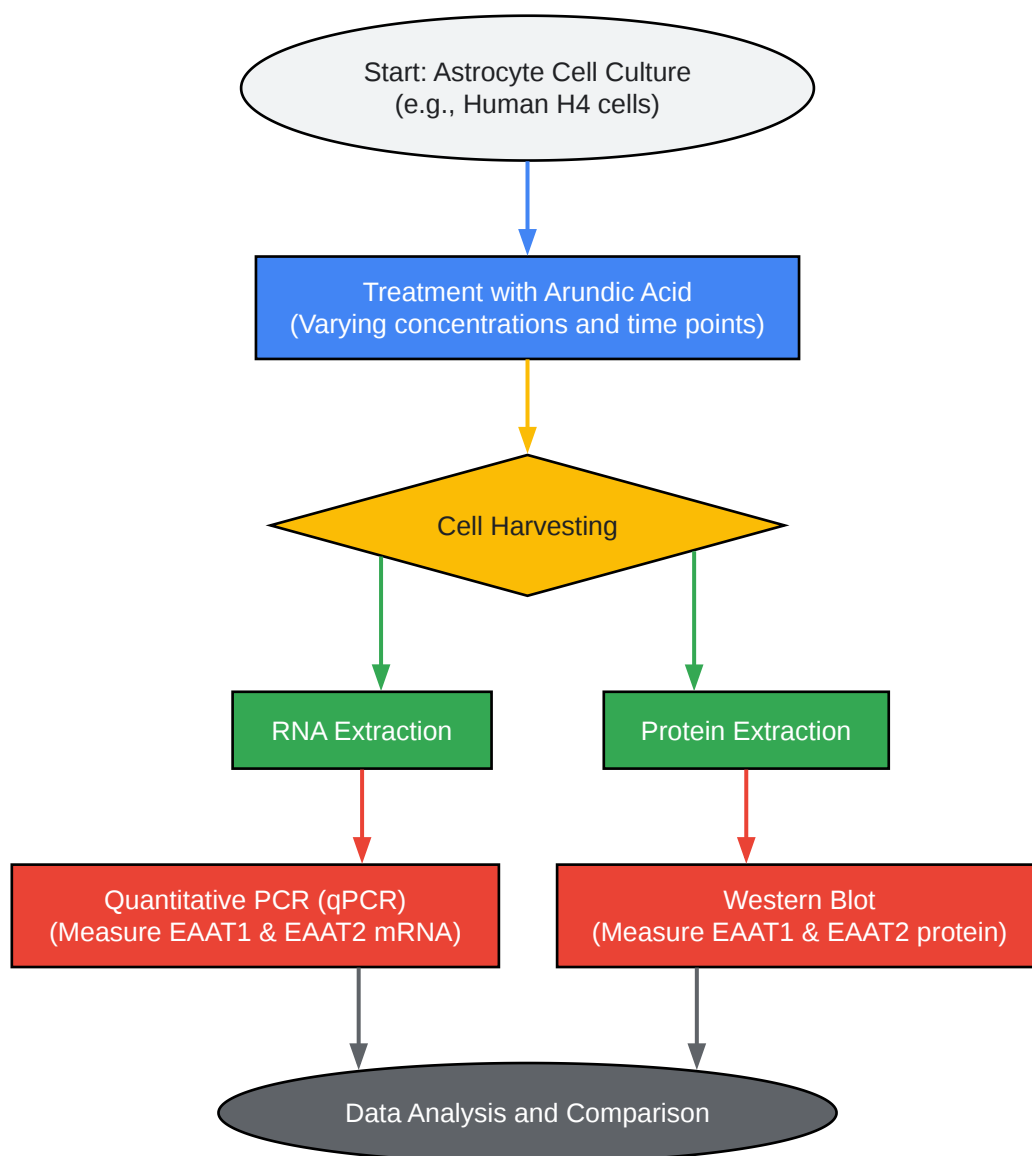 Start: Astrocyte Cell Culture
(e.g., Human H4 cells)
Treatment with Arundic Acid
(Varying concentrations and time points)
Cell Harvesting
RNA Extraction
Protein Extraction
Quantitative PCR (qPCR)
(Measure EAAT1 & EAAT2 mRNA)
Western Blot
(Measure EAAT1 & EAAT2 protein)
Data Analysis and Comparison